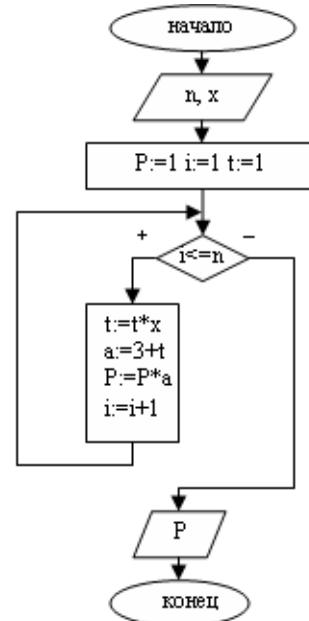 начало
n, x
P:=1 i:=1 t:=1
+ –
i<=n
t:=t*x
a:=3+t
P:=P*a
i:=i+1
P
конец